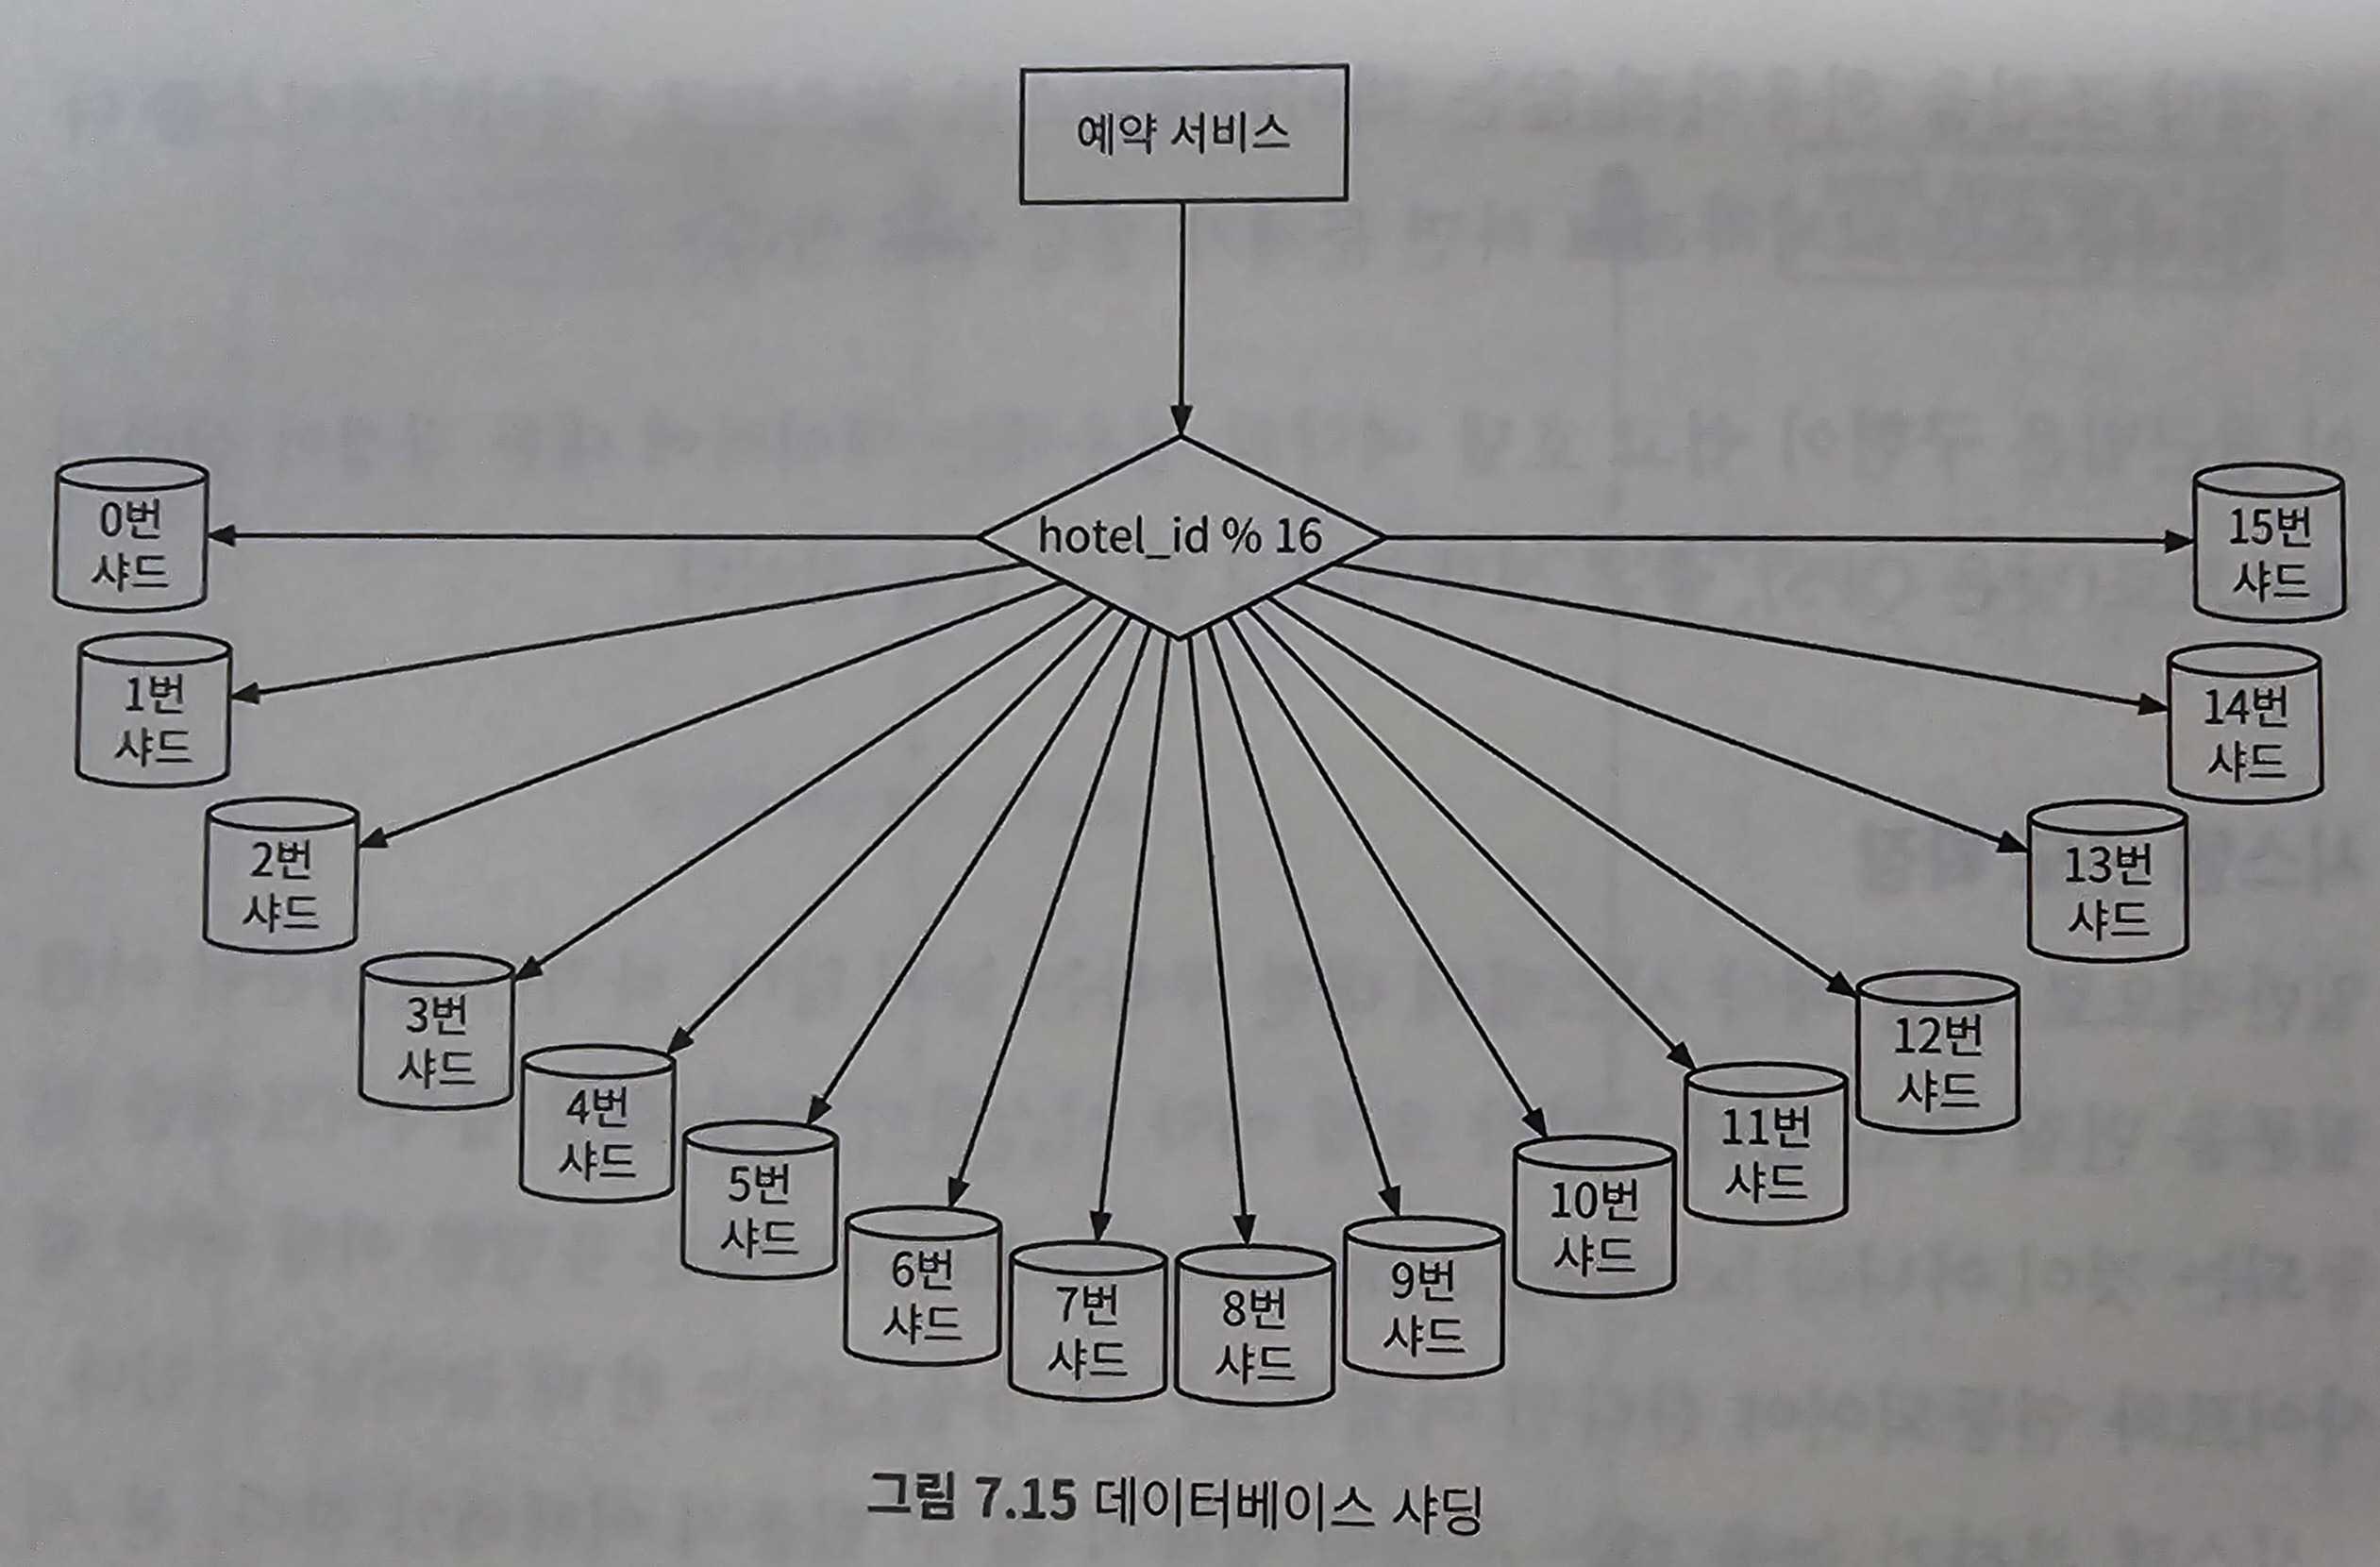 예약 서비스
hotel_id % 16
0번
샤드
1번
샤드
2번
샤드
3번
샤드
4번
샤드
5번
샤드
6번
샤드
7번
샤드
8번
샤드
9번
샤드
10번
샤드
11번
샤드
12번
샤드
13번
샤드
14번
샤드
15번
샤드
그림 7.15 데이터베이스 샤딩